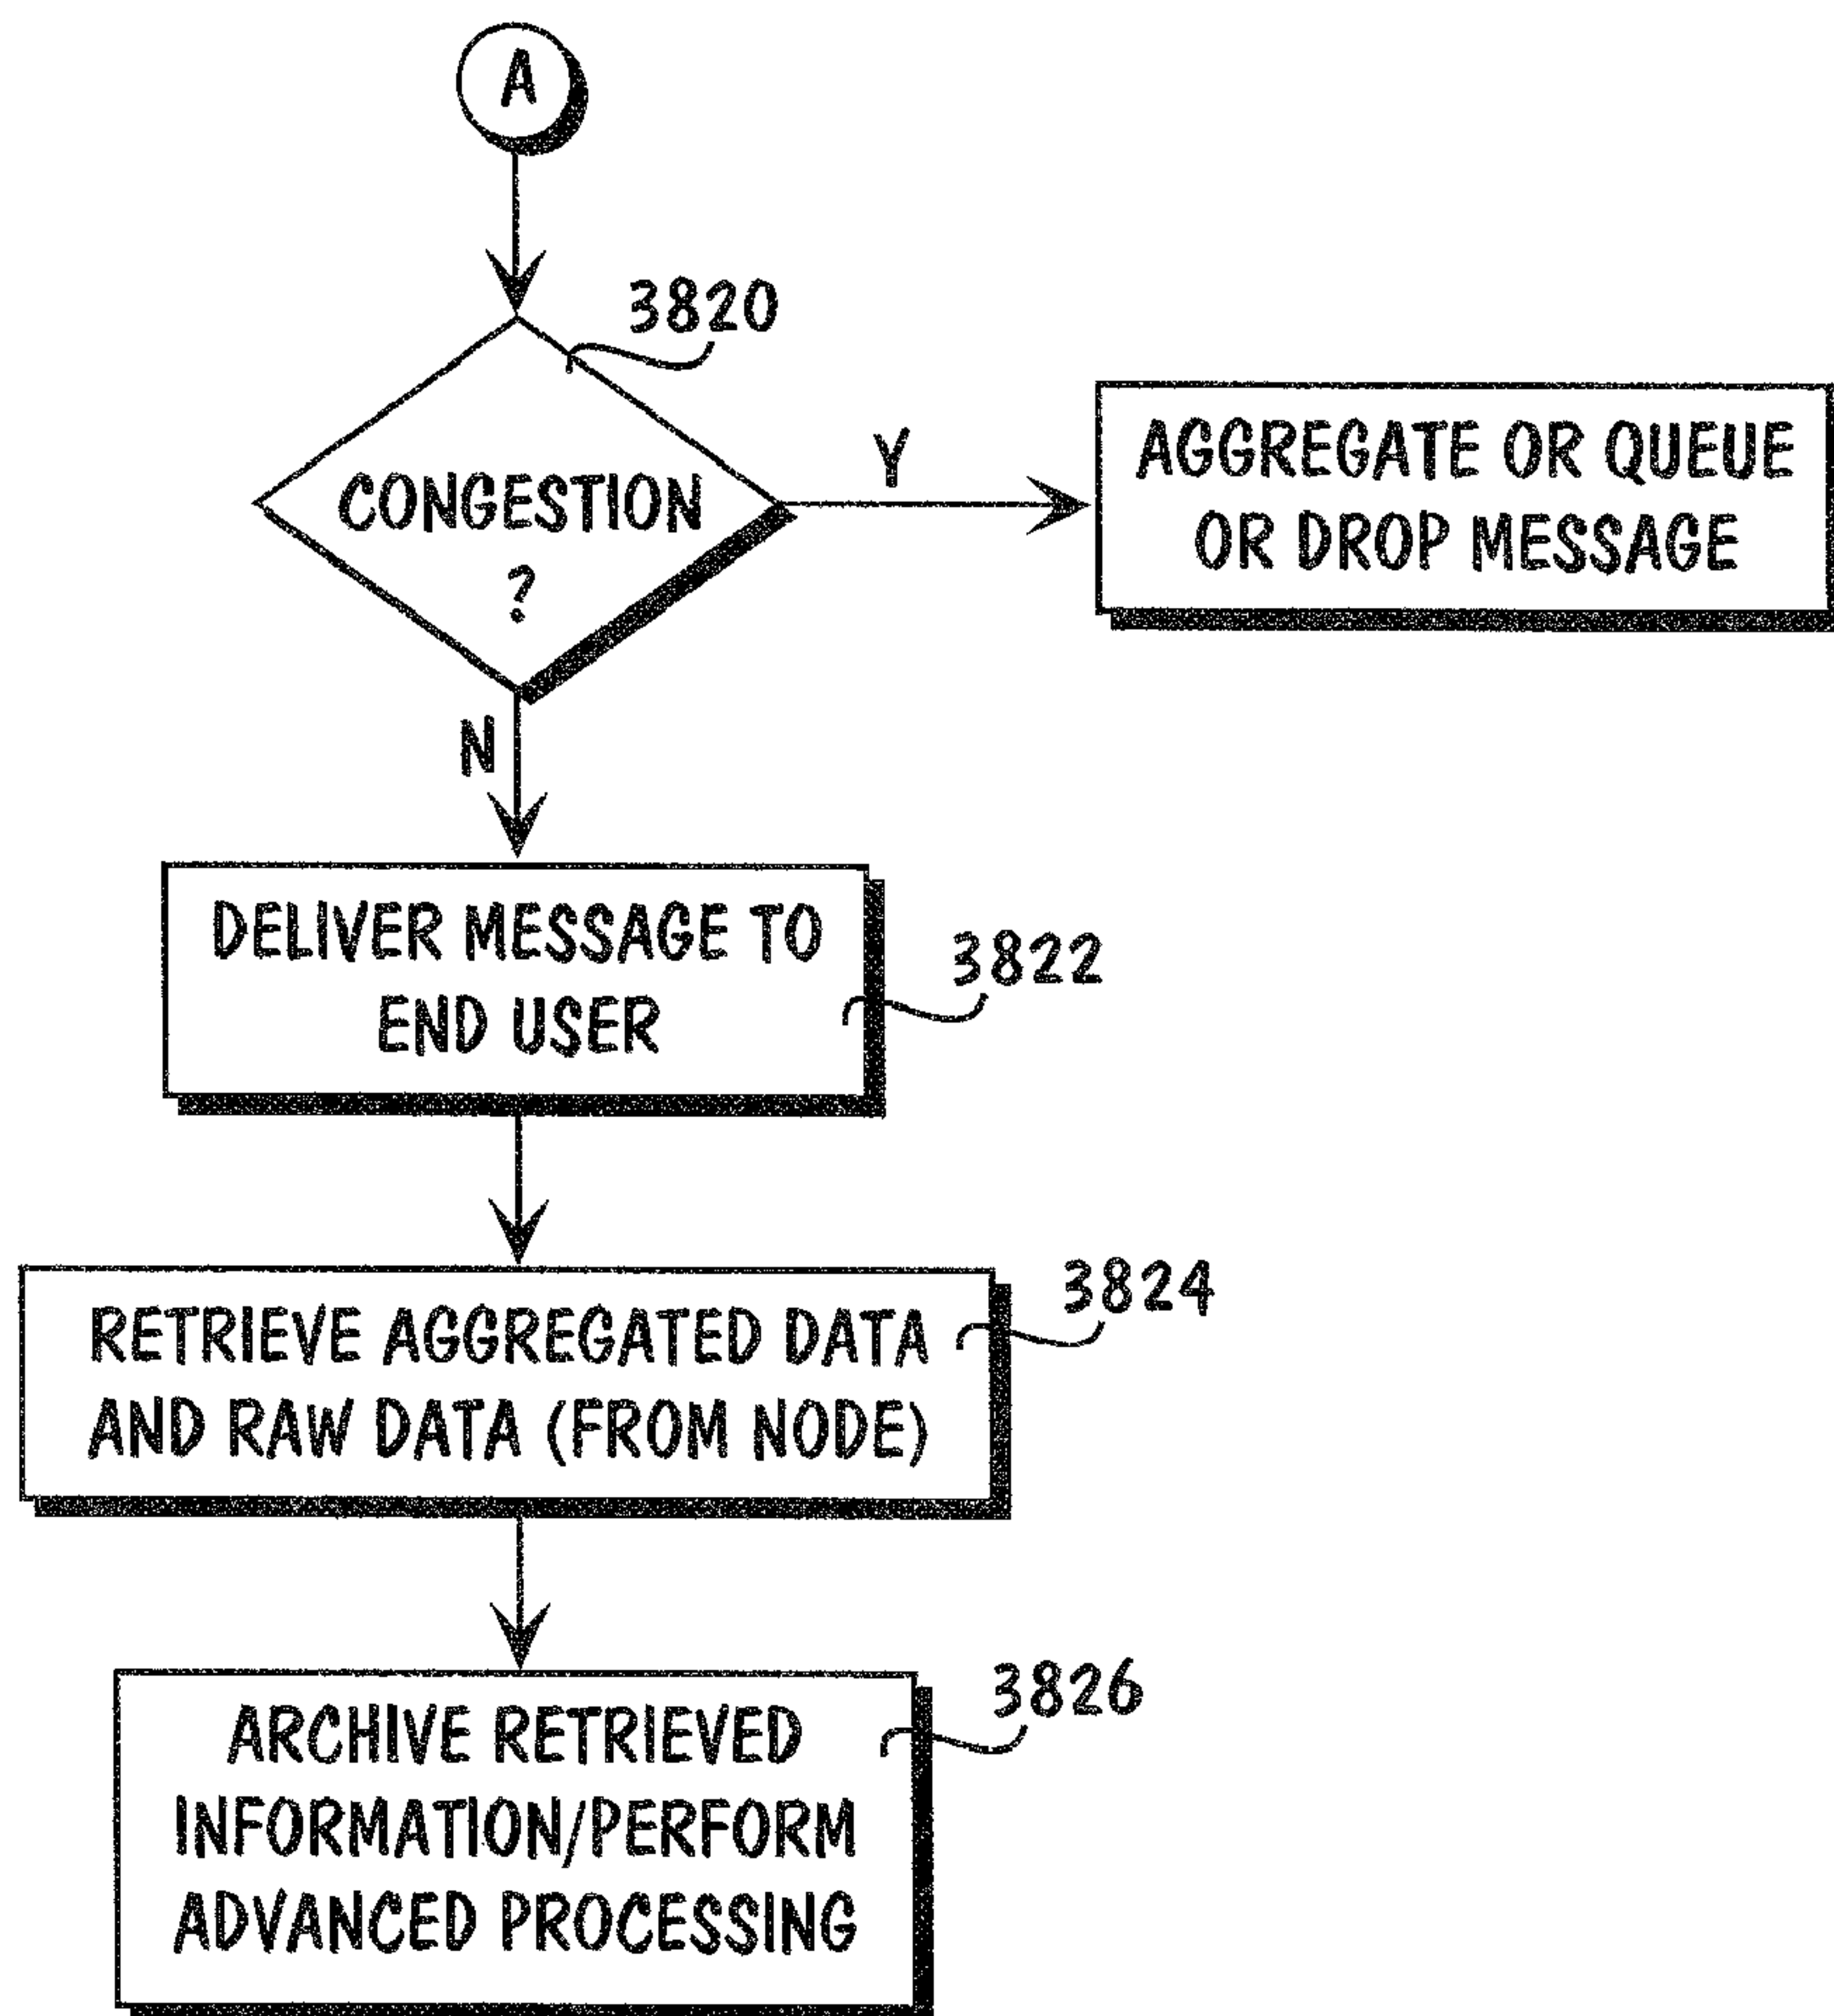 A
3820
CONGESTION
?
Y
AGGREGATE OR QUEUE
OR DROP MESSAGE
N
DELIVER MESSAGE TO
END USER
3822
RETRIEVE AGGREGATED DATA
AND RAW DATA (FROM NODE)
3824
ARCHIVE RETRIEVED
INFORMATION/PERFORM
ADVANCED PROCESSING
3826